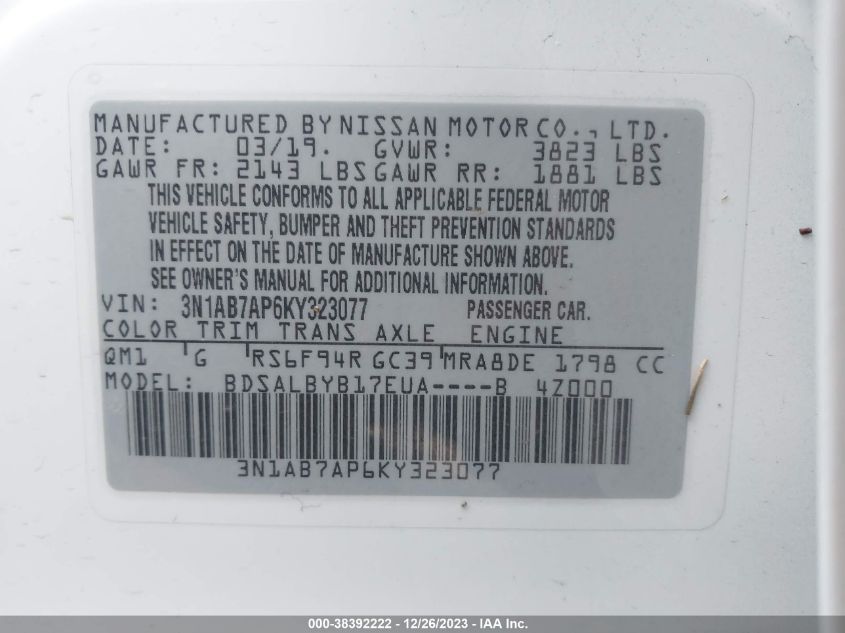 MANUFACTURED BY NISSAN MOTOR CO., LTD.
DATE: 03/19. GVWR: 3823 LBS
GAWR FR: 2143 LBS GAWR RR: 1881 LBS
THIS VEHICLE CONFORMS TO ALL APPLICABLE FEDERAL MOTOR
VEHICLE SAFETY, BUMPER AND THEFT PREVENTION STANDARDS
IN EFFECT ON THE DATE OF MANUFACTURE SHOWN ABOVE.
SEE OWNER'S MANUAL FOR ADDITIONAL INFORMATION.
VIN: 3N1AB7AP6KY323077 PASSENGER CAR.
COLOR TRIM TRANS AXLE ENGINE
QM1 G RS6F94R GC39 MRA8DE 1798 CC
MODEL: BDSALBYB17EUA----B 4Z000
3N1AB7AP6KY323077
000-38392222 - 12/26/2023 - IAA Inc.